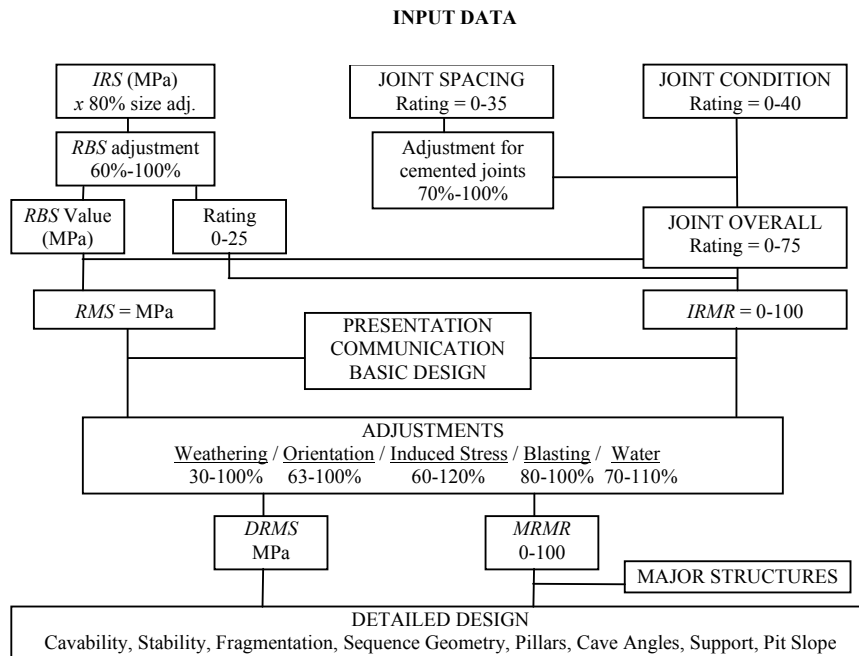 INPUT DATA
IRS (MPa)
x 80% size adj.
JOINT SPACING
Rating = 0-35
JOINT CONDITION
Rating = 0-40
RBS adjustment
60%-100%
Adjustment for
cemented joints
70%-100%
RBS Value
(MPa)
Rating
0-25
JOINT OVERALL
Rating = 0-75
RMS = MPa
IRMR = 0-100
PRESENTATION
COMMUNICATION
BASIC DESIGN
ADJUSTMENTS
Weathering / Orientation / Induced Stress / Blasting / Water
30-100% 63-100% 60-120% 80-100% 70-110%
DRMS
MPa
MRMR
0-100
MAJOR STRUCTURES
DETAILED DESIGN
Cavability, Stability, Fragmentation, Sequence Geometry, Pillars, Cave Angles, Support, Pit Slope